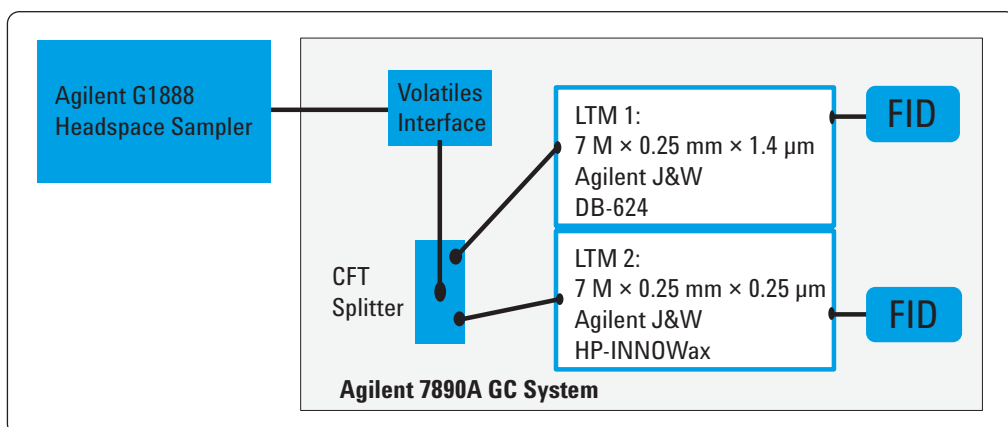 Agilent G1888
Headspace Sampler
Volatiles
Interface
LTM 1:
7 M × 0.25 mm × 1.4 µm
Agilent J&W
DB-624
FID
CFT
Splitter
LTM 2:
7 M × 0.25 mm × 0.25 µm
Agilent J&W
HP-INNOWax
FID
Agilent 7890A GC System